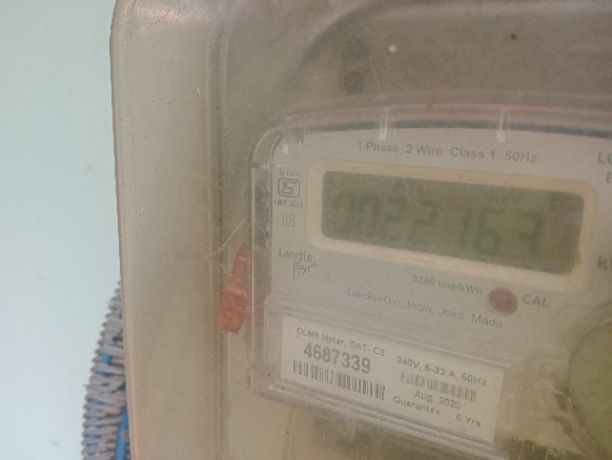 1 Phase 2 Wire Class 1 50Hz
Landis
Gyr+
3200 imp/kWh
CAL
Landis+Gyr, India, Joka, Made
DLMS Meter, CAT- C3
4687339
240V, 5-30 A, 50Hz
Aug. 2020
Guarantee : 5 Yrs